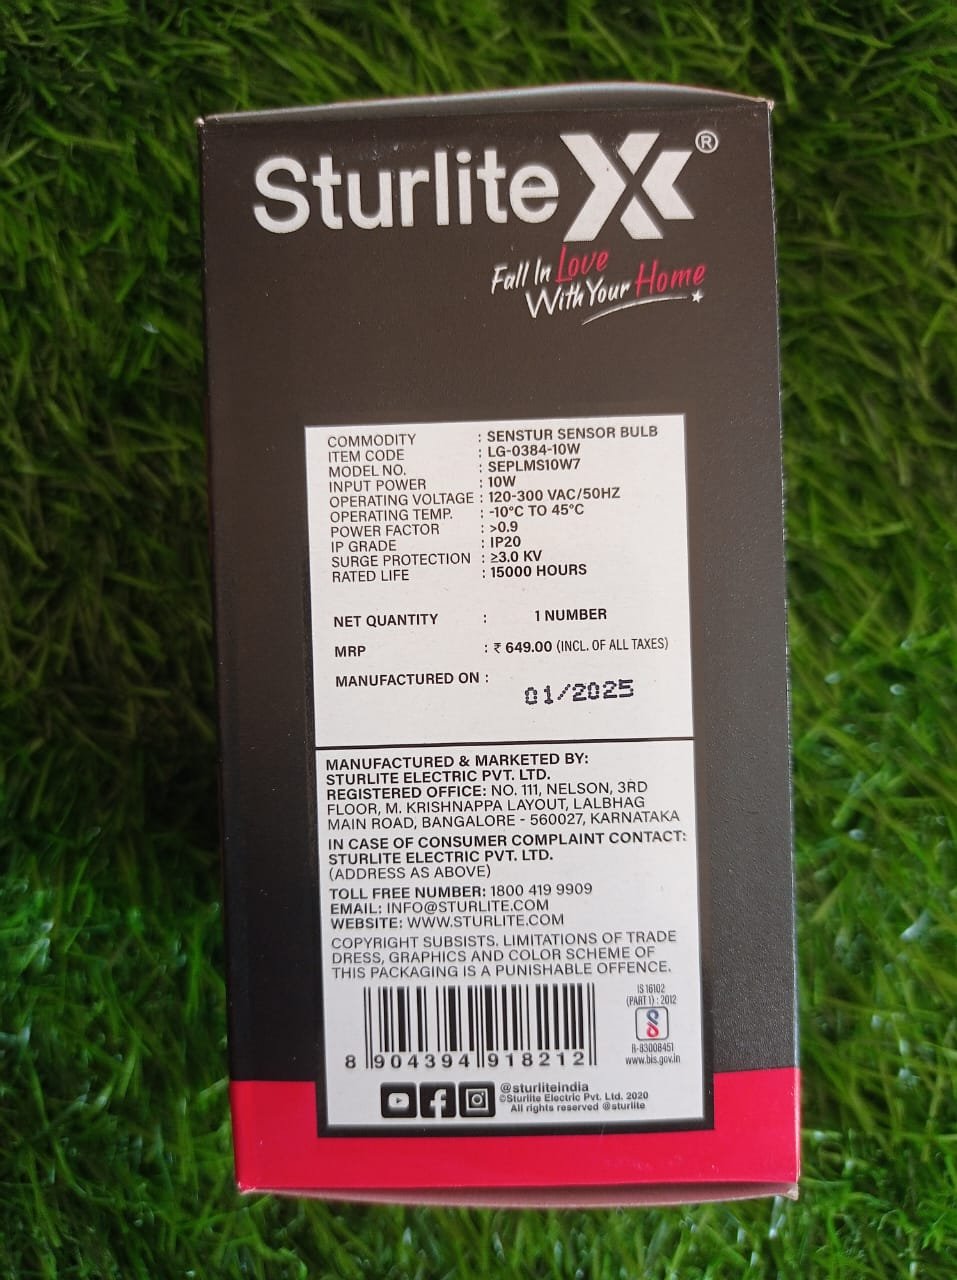 Sturlite X ®
Fall In Love
With Your Home
COMMODITY : SENSTUR SENSOR BULB
ITEM CODE : LG-0384-10W
MODEL NO. : SEPLMS10W7
INPUT POWER : 10W
OPERATING VOLTAGE : 120-300 VAC/50HZ
OPERATING TEMP. : -10°C TO 45°C
POWER FACTOR : >0.9
IP GRADE : IP20
SURGE PROTECTION : ≥3.0 KV
RATED LIFE : 15000 HOURS
NET QUANTITY : 1 NUMBER
MRP : ₹ 649.00 (INCL. OF ALL TAXES)
MANUFACTURED ON : 01/2025
MANUFACTURED & MARKETED BY:
STURLITE ELECTRIC PVT. LTD.
REGISTERED OFFICE: NO. 111, NELSON, 3RD
FLOOR, M. KRISHNAPPA LAYOUT, LALBHAG
MAIN ROAD, BANGALORE - 560027, KARNATAKA
IN CASE OF CONSUMER COMPLAINT CONTACT:
STURLITE ELECTRIC PVT. LTD.
(ADDRESS AS ABOVE)
TOLL FREE NUMBER: 1800 419 9909
EMAIL: INFO@STURLITE.COM
WEBSITE: WWW.STURLITE.COM
COPYRIGHT SUBSISTS. LIMITATIONS OF TRADE
DRESS, GRAPHICS AND COLOR SCHEME OF
THIS PACKAGING IS A PUNISHABLE OFFENCE.
IS 16102
(PART 1) : 2012
R-83008451
www.bis.gov.in
8 904394 918212
@sturliteindia
©Sturlite Electric Pvt. Ltd. 2020
All rights reserved @sturlite